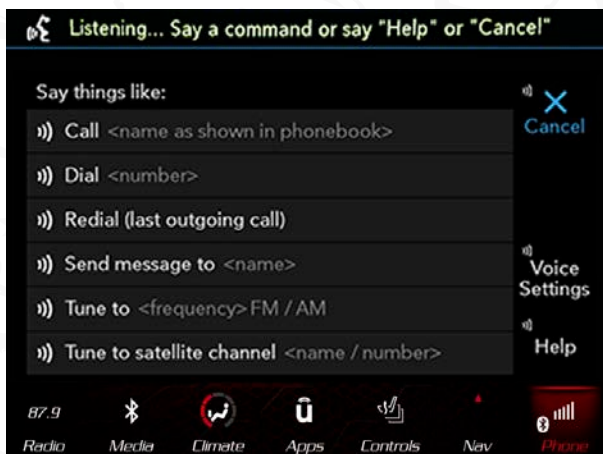 Listening... Say a command or say "Help" or "Cancel"
Say things like:
Call <name as shown in phonebook>
Dial <number>
Redial (last outgoing call)
Send message to <name>
Tune to <frequency> FM / AM
Tune to satellite channel <name / number>
Cancel
Voice
Settings
Help
87.9
Radio Media Climate Apps Controls Nav Phone